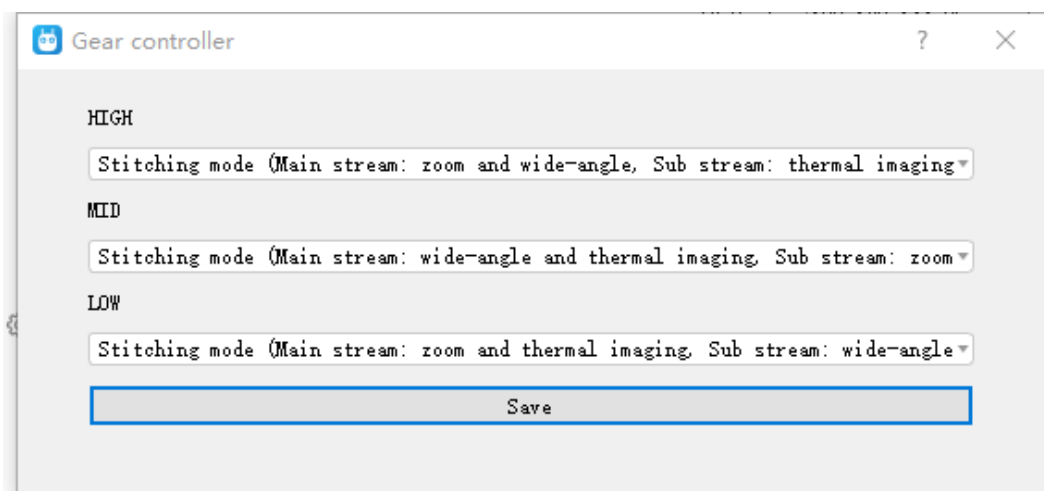 Gear controller
HIGH
Stitching mode (Main stream: zoom and wide-angle, Sub stream: thermal imaging
MID
Stitching mode (Main stream: wide-angle and thermal imaging, Sub stream: zoom
LOW
Stitching mode (Main stream: zoom and thermal imaging, Sub stream: wide-angle
Save